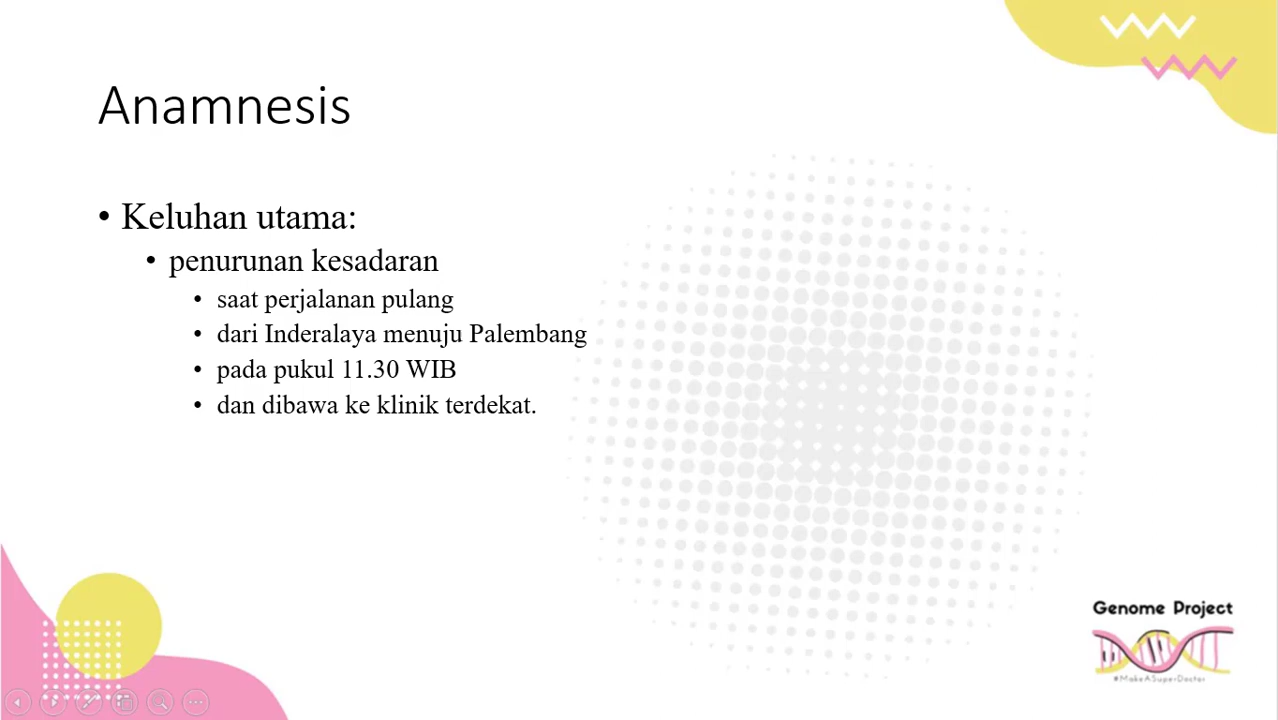 Anamnesis
• Keluhan utama:
• penurunan kesadaran
• saat perjalanan pulang
• dari Inderalaya menuju Palembang
• pada pukul 11.30 WIB
• dan dibawa ke klinik terdekat.
Genome Project
#MakeASuperDoctor